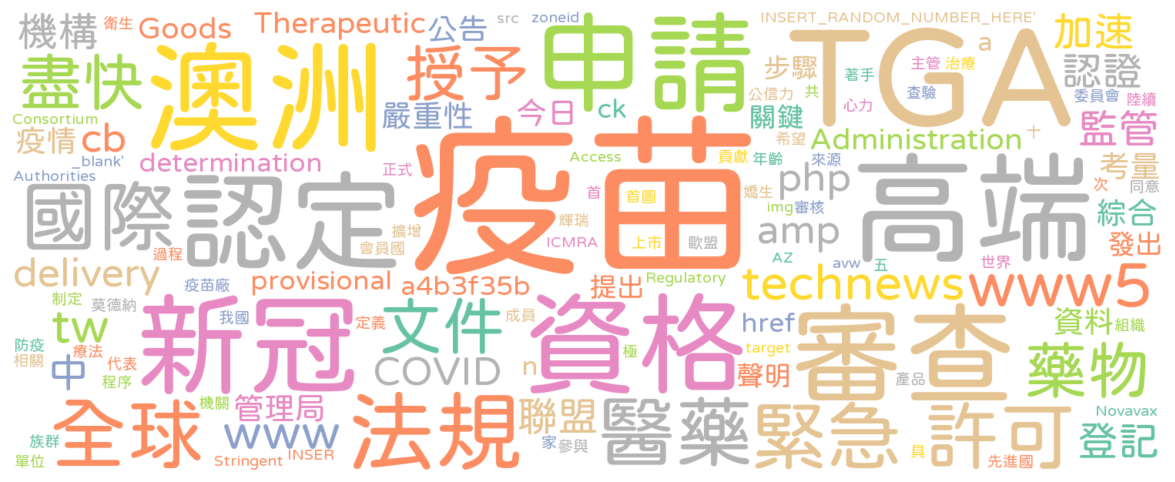 機構 衛生 Goods Therapeutic 公告 src zoneid INSERT_RANDOM_NUMBER_HERE'
盡快 澳洲 授予 申請 TGA a 加速
步驟 主管 治療 著手 認證
Consortium 嚴重性 今日 ck 公信力 共 心力 查驗 委員會 陸續
疫情 cb 關鍵 希望 Administration 十 監管
_blank' determination 正式 疫苗 Access 貢獻 年齡 來源 次 考量
Authorities 首 首圖 嬌生 php 高端 同意
國際 認定 擴增 輝瑞 img 審核 綜合
過程 會員國 ICMRA 上市 歐盟 amp 發出
delivery 疫苗廠 provisional a4b3f35b 提出 Regulatory AZ avw 五 世界
制定 莫德納 technews www5
tw 我國 新冠 定義 文件 成員 資格 href 審查 資料 組織
防疫 相關 療法 中 代表 程序 COVID n 極 target 聲明 產品 藥物
全球 機關 管理局 法規 聯盟 醫藥 緊急 許可 Novavax
族群 www 家 參與 員 登記
單位 Stringent INSER 先進國